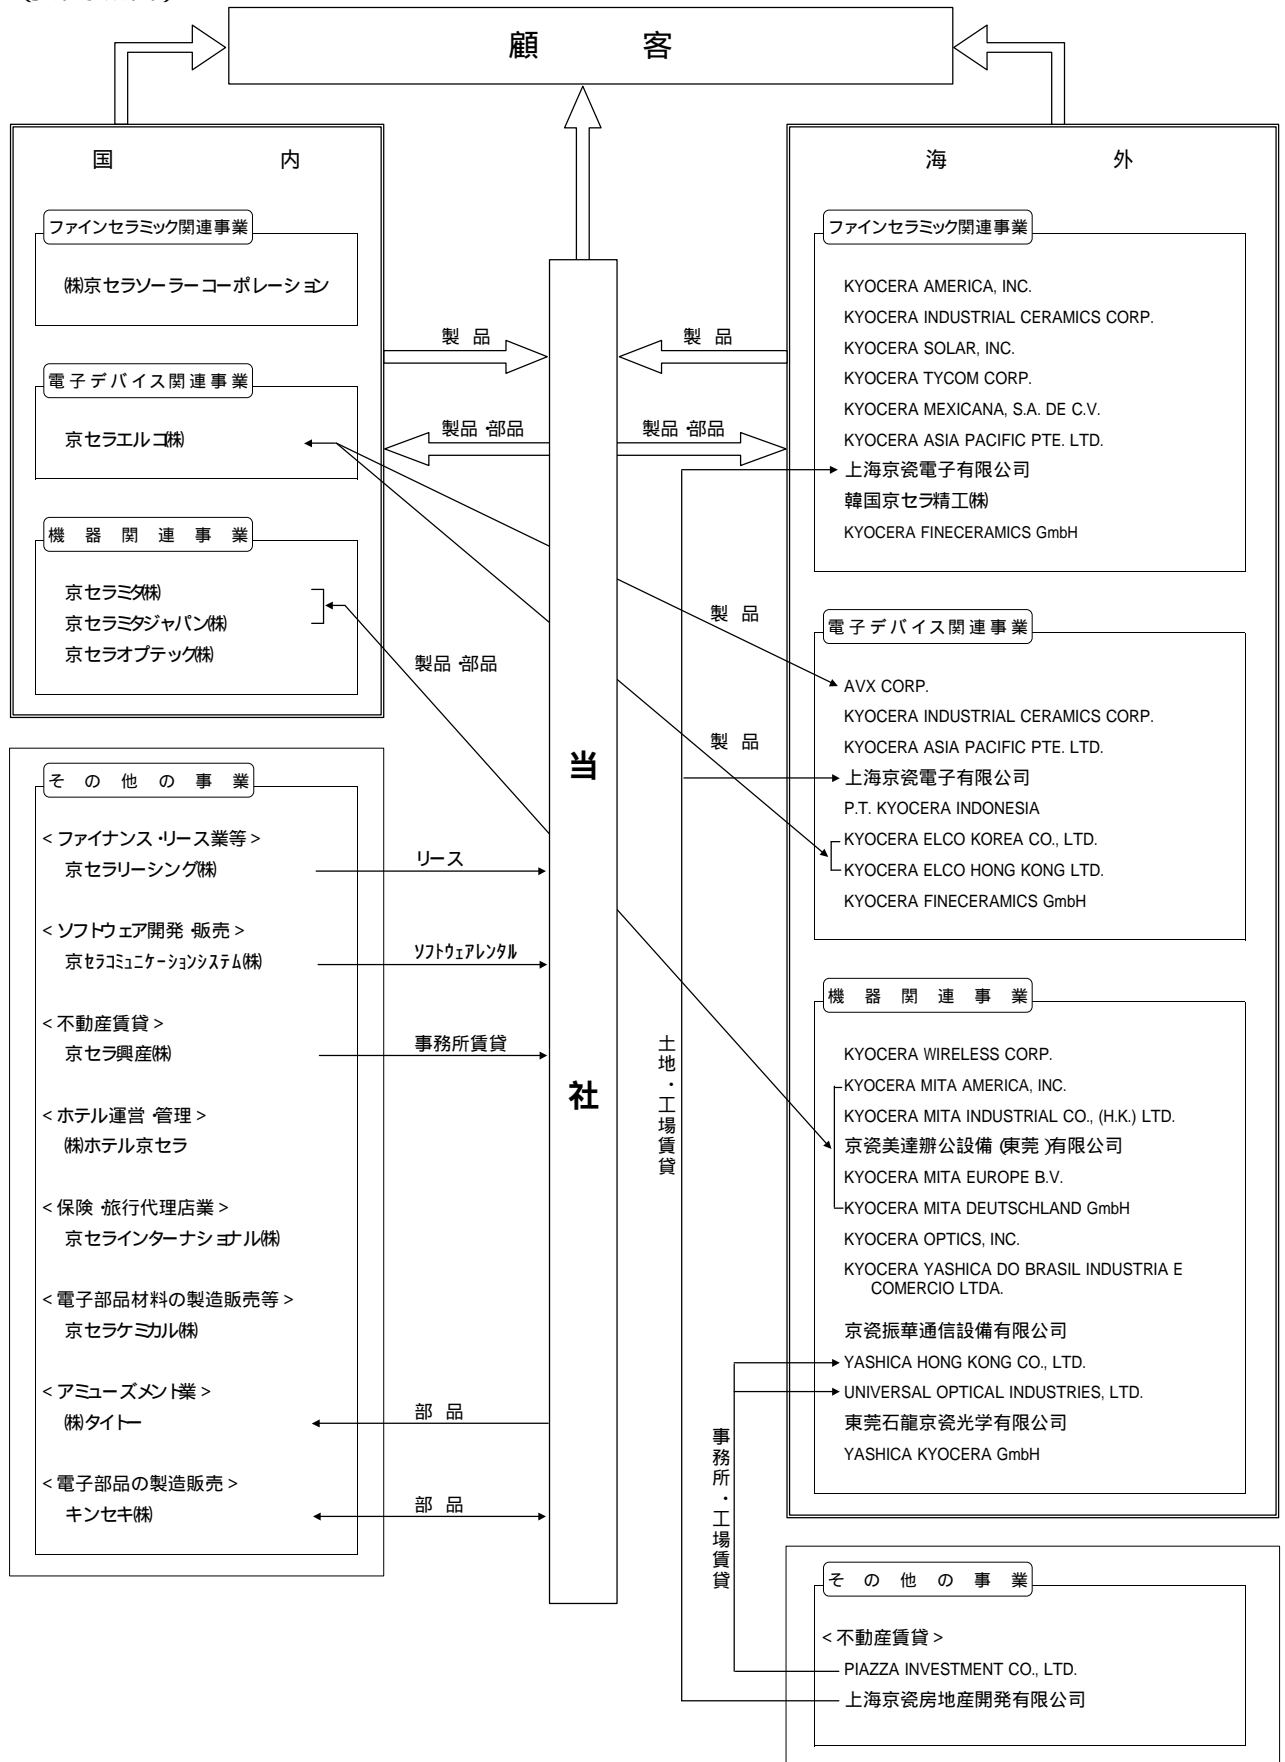 顧客
国内
ファインセラミック関連事業
㈱京セラソーラーコーポレーション
電子デバイス関連事業
京セラエルコ㈱
機器関連事業
京セラミタ㈱
京セラミタジャパン㈱
京セラオプテック㈱
その他の事業
<ファイナンス・リース業等>
京セラリーシング㈱
<ソフトウェア開発・販売>
京セラコミュニケーションシステム㈱
<不動産賃貸>
京セラ興産㈱
<ホテル運営・管理>
㈱ホテル京セラ
<保険・旅行代理店業>
京セラインターナショナル㈱
<電子部品材料の製造販売等>
京セラケミカル㈱
<アミューズメント業>
㈱タイトー
<電子部品の製造販売>
キンセキ㈱
製品
製品・部品
製品・部品
リース
ソフトウェアレンタル
事務所賃貸
部品
部品
当社
製品
製品・部品
製品
製品
土地・工場賃貸
事務所・工場賃貸
海外
ファインセラミック関連事業
KYOCERA AMERICA, INC.
KYOCERA INDUSTRIAL CERAMICS CORP.
KYOCERA SOLAR, INC.
KYOCERA TYCOM CORP.
KYOCERA MEXICANA, S.A. DE C.V.
KYOCERA ASIA PACIFIC PTE. LTD.
上海京瓷電子有限公司
韓国京セラ精工㈱
KYOCERA FINECERAMICS GmbH
電子デバイス関連事業
AVX CORP.
KYOCERA INDUSTRIAL CERAMICS CORP.
KYOCERA ASIA PACIFIC PTE. LTD.
上海京瓷電子有限公司
P.T. KYOCERA INDONESIA
KYOCERA ELCO KOREA CO., LTD.
KYOCERA ELCO HONG KONG LTD.
KYOCERA FINECERAMICS GmbH
機器関連事業
KYOCERA WIRELESS CORP.
KYOCERA MITA AMERICA, INC.
KYOCERA MITA INDUSTRIAL CO., (H.K.) LTD.
京瓷美達辦公設備(東莞)有限公司
KYOCERA MITA EUROPE B.V.
KYOCERA MITA DEUTSCHLAND GmbH
KYOCERA OPTICS, INC.
KYOCERA YASHICA DO BRASIL INDUSTRIA E
COMERCIO LTDA.
京瓷振華通信設備有限公司
YASHICA HONG KONG CO., LTD.
UNIVERSAL OPTICAL INDUSTRIES, LTD.
東莞石龍京瓷光学有限公司
YASHICA KYOCERA GmbH
その他の事業
<不動産賃貸>
PIAZZA INVESTMENT CO., LTD.
上海京瓷房地産開発有限公司